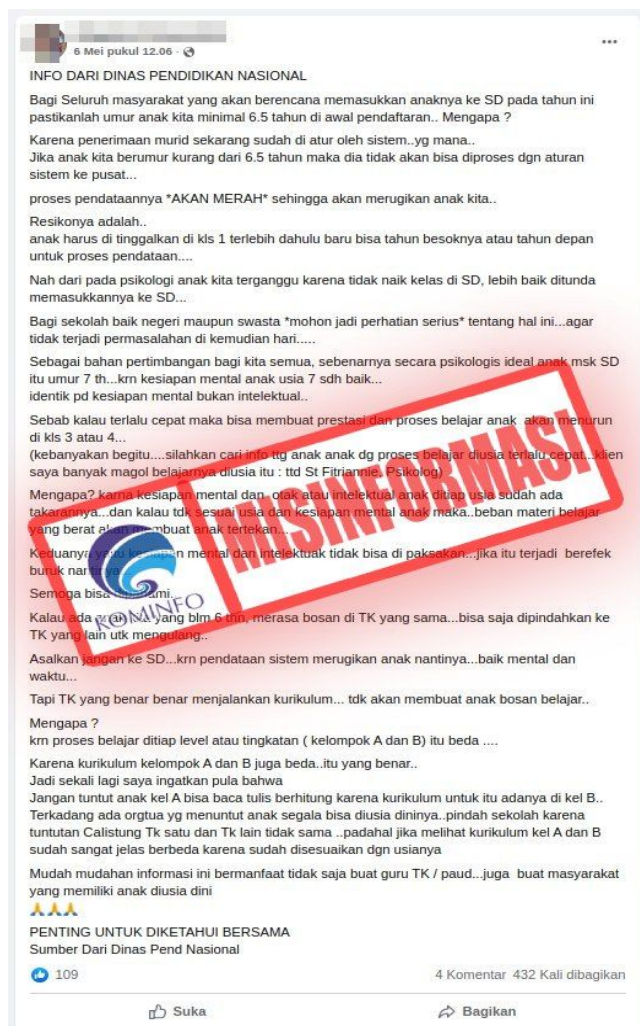 6 Mei pukul 12.06 ·
INFO DARI DINAS PENDIDIKAN NASIONAL
Bagi Seluruh masyarakat yang akan berencana memasukkan anaknya ke SD pada tahun ini
pastikanlah umur anak kita minimal 6.5 tahun di awal pendaftaran.. Mengapa ?
Karena penerimaan murid sekarang sudah di atur oleh sistem..yg mana..
Jika anak kita berumur kurang dari 6.5 tahun maka dia tidak akan bisa diproses dgn aturan
sistem ke pusat...
proses pendataannya *AKAN MERAH* sehingga akan merugikan anak kita..
Resikonya adalah..
anak harus di tinggalkan di kls 1 terlebih dahulu baru bisa tahun besoknya atau tahun depan
untuk proses pendataan....
Nah dari pada psikologi anak kita terganggu karena tidak naik kelas di SD, lebih baik ditunda
memasukkannya ke SD...
Bagi sekolah baik negeri maupun swasta *mohon jadi perhatian serius* tentang hal ini...agar
tidak terjadi permasalahan di kemudian hari.....
Sebagai bahan pertimbangan bagi kita semua, sebenarnya secara psikologis ideal anak msk SD
itu umur 7 th...krn kesiapan mental anak usia 7 sdh baik...
identik pd kesiapan mental bukan intelektual..
Sebab kalau terlalu cepat maka bisa membuat prestasi dan proses belajar anak akan menurun
di kls 3 atau 4...
(kebanyakan begitu....silahkan cari info ttg anak anak dg proses belajar diusia terlalu cepat...klien
saya banyak magol belajarnya diusia itu : ttd St Fitriannie, Psikolog)
Mengapa? karna kesiapan mental dan otak atau intelektual anak ditiap usia sudah ada
takarannya...dan kalau tdk sesuai usia dan kesiapan mental anak maka..beban materi belajar
yang berat akan membuat anak tertekan...
Keduanya yaitu kesiapan mental dan intelektuak tidak bisa di paksakan...jika itu terjadi berefek
buruk nantinya
Semoga bisa
Kalau ada yang blm 6 thn, merasa bosan di TK yang sama...bisa saja dipindahkan ke
TK yang lain utk mengulang..
Asalkan jangan ke SD...krn pendataan sistem merugikan anak nantinya...baik mental dan
waktu...
Tapi TK yang benar benar menjalankan kurikulum... tdk akan membuat anak bosan belajar..
Mengapa ?
krn proses belajar ditiap level atau tingkatan ( kelompok A dan B) itu beda ....
Karena kurikulum kelompok A dan B juga beda..itu yang benar..
Jadi sekali lagi saya ingatkan pula bahwa
Jangan tuntut anak kel A bisa baca tulis berhitung karena kurikulum untuk itu adanya di kel B..
Terkadang ada orgtua yg menuntut anak segala bisa diusia dininya..pindah sekolah karena
tuntutan Calistung Tk satu dan Tk lain tidak sama ..padahal jika melihat kurikulum kel A dan B
sudah sangat jelas berbeda karena sudah disesuaikan dgn usianya
Mudah mudahan informasi ini bermanfaat tidak saja buat guru TK / paud...juga buat masyarakat
yang memiliki anak diusia dini
🙏🙏🙏
PENTING UNTUK DIKETAHUI BERSAMA
Sumber Dari Dinas Pend Nasional
109
4 Komentar 432 Kali dibagikan
Suka
Bagikan
MISINFORMASI
KOMINFO